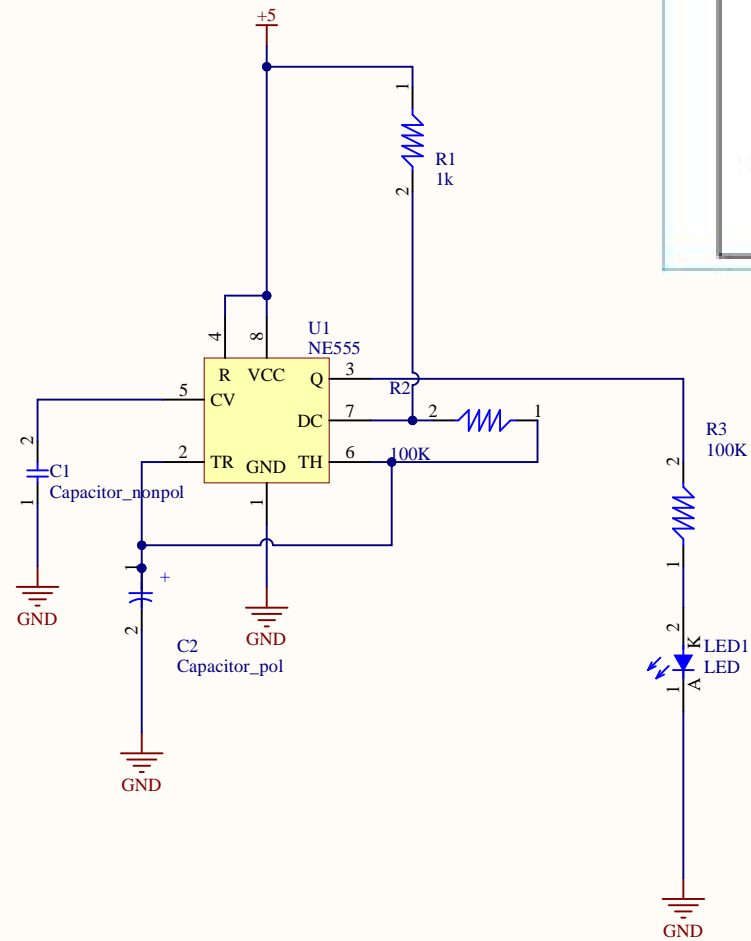 +5
1
R1
1k
2
U1
NE555
4
8
R
VCC
Q
3
R2
5
CV
DC
7
2
1
2
TR
GND
TH
6
100K
1
R3
100K
2
1
2
K
LED1
LED
1
A
GND
2
C1
Capacitor_nonpol
1
GND
1
+
2
C2
Capacitor_pol
GND
GND